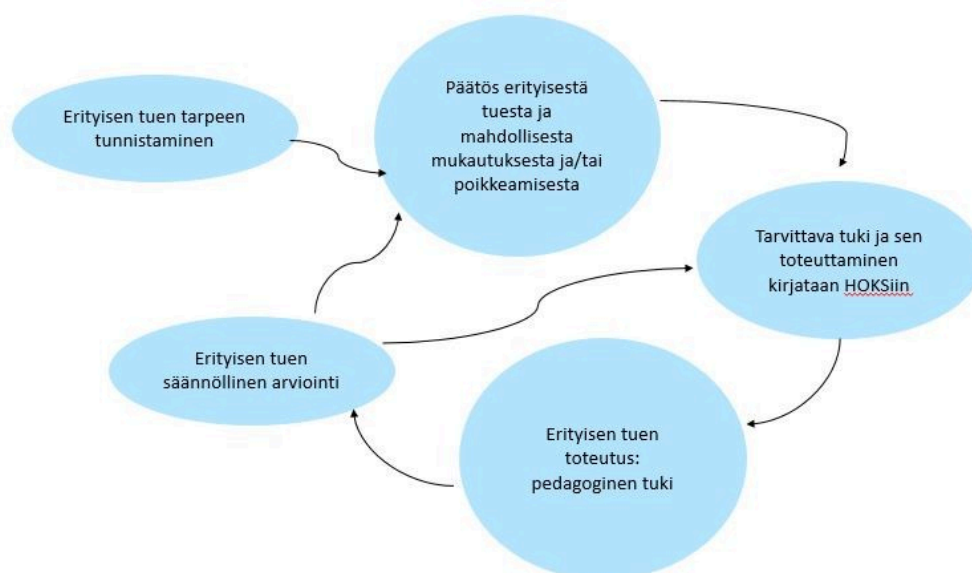 Erityisen tuen tarpeen
tunnistaminen
Päätös erityisestä
tuesta ja
mahdollisesta
mukautuksesta ja/tai
poikkeamisesta
Tarvittava tuki ja sen
toteuttaminen
kirjataan HOKSiin
Erityisen tuen
toteutus:
pedagoginen tuki
Erityisen tuen
säännöllinen arviointi